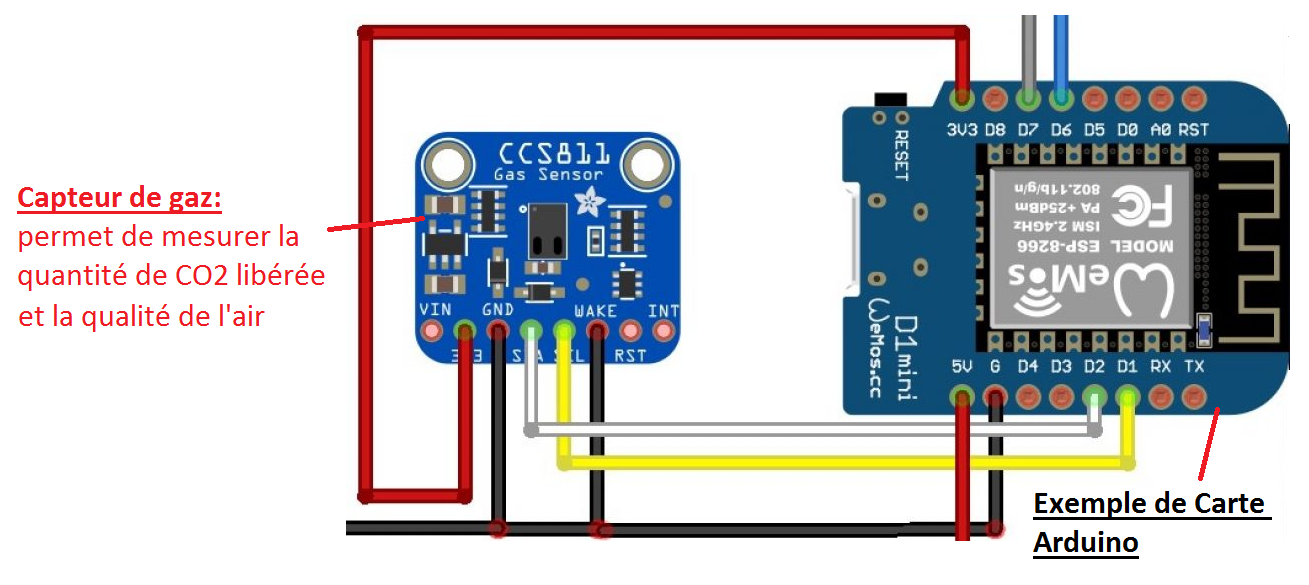 Capteur de gaz:
permet de mesurer la
quantité de CO2 libérée
et la qualité de l'air
CCS811
Gas Sensor
VIN
GND
WAKE
INT
RST
RESET
3V3 D8 D7 D6 D5 D0 A0 RST
WeMos
MODEL ESP-8266
ISM 2.4GHz
PA +25dBm
802.11b/g/n
FC
D1 mini
WeMos.cc
5V G D4 D3 D2 D1 RX TX
Exemple de Carte
Arduino